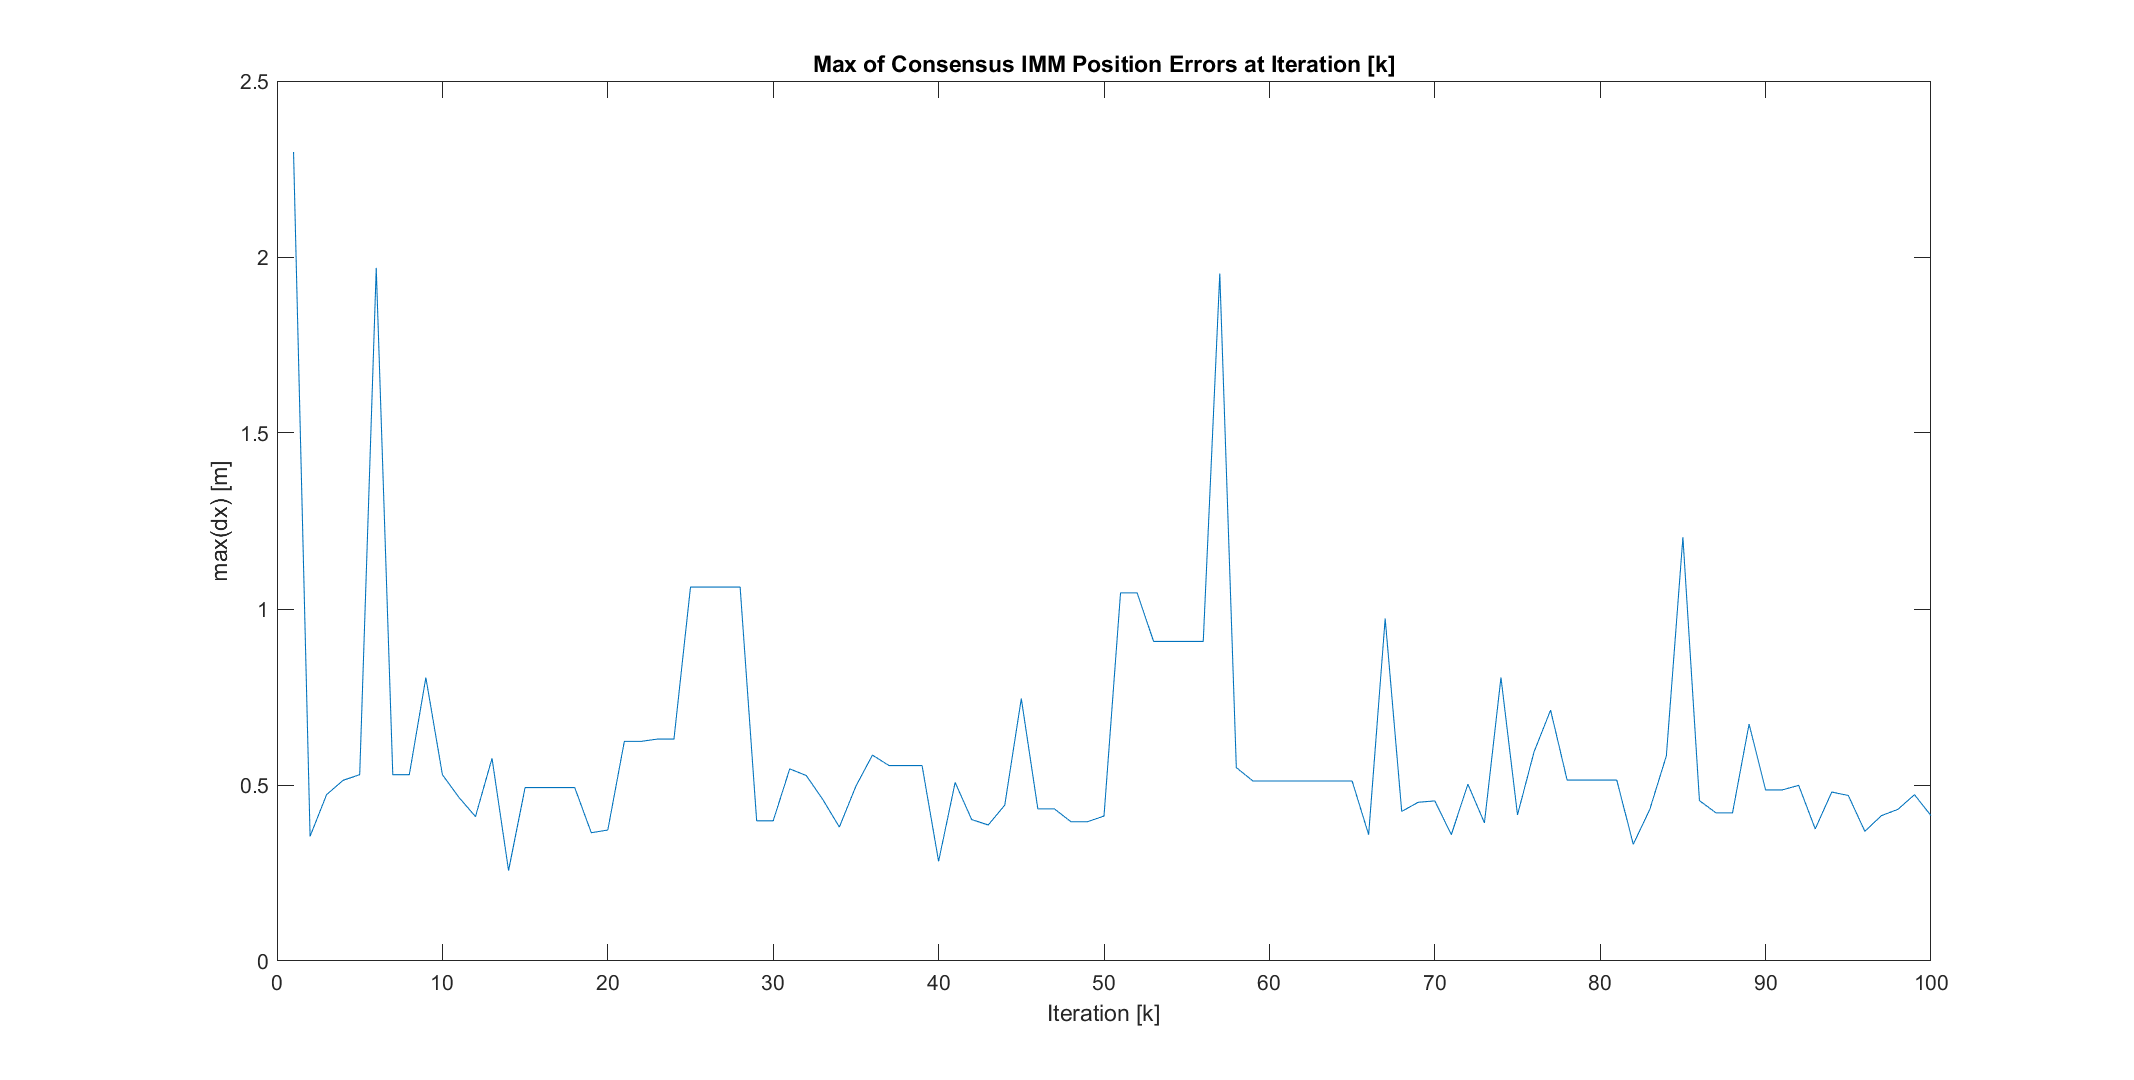 Max of Consensus IMM Position Errors at Iteration [k]
2.5
2
1.5
1
0.5
0
max(dx) [m]
0 10 20 30 40 50 60 70 80 90 100
Iteration [k]